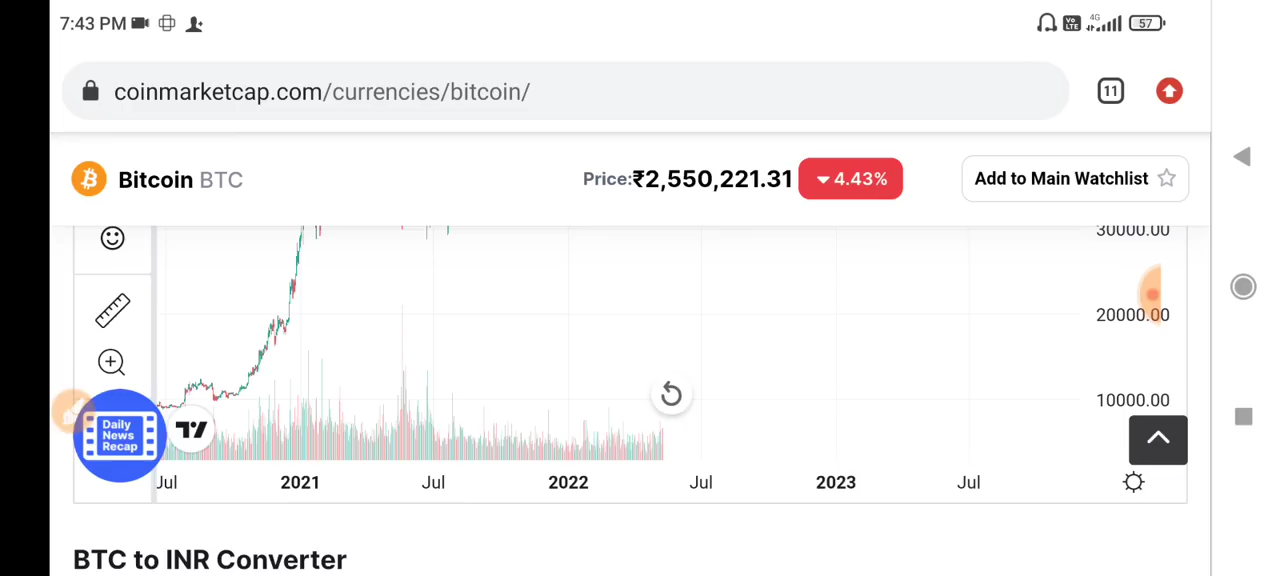 7:43 PM
Vo LTE 4G 57
coinmarketcap.com/currencies/bitcoin/ 11
Bitcoin BTC Price:₹2,550,221.31 4.43% Add to Main Watchlist
30000.00
20000.00
10000.00
Daily
News
Recap
Jul 2021 Jul 2022 Jul 2023 Jul
BTC to INR Converter